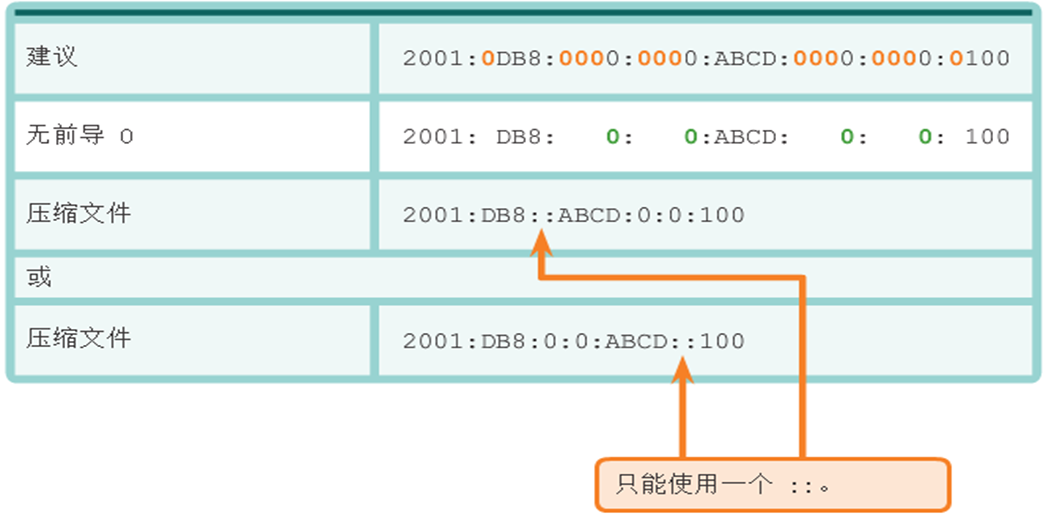 建议 2001:0DB8:0000:0000:ABCD:0000:0000:0100
无前导 0 2001: DB8: 0: 0:ABCD: 0: 0: 100
压缩文件 2001:DB8::ABCD:0:0:100
或
压缩文件 2001:DB8:0:0:ABCD::100
只能使用一个 ::。